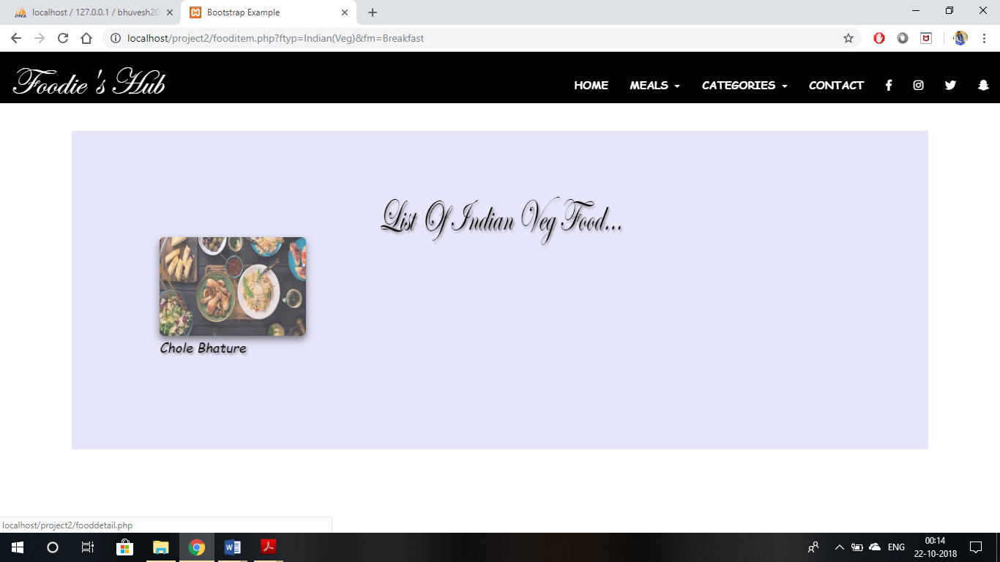 PMA localhost / 127.0.0.1 / bhuvesh20
Bootstrap Example
localhost/project2/fooditem.php?ftyp=Indian(Veg)&fm=Breakfast
Foodie's Hub
HOME MEALS CATEGORIES CONTACT
List Of Indian Veg Food...
Chole Bhature
localhost/project2/fooddetail.php
ENG
00:14
22-10-2018